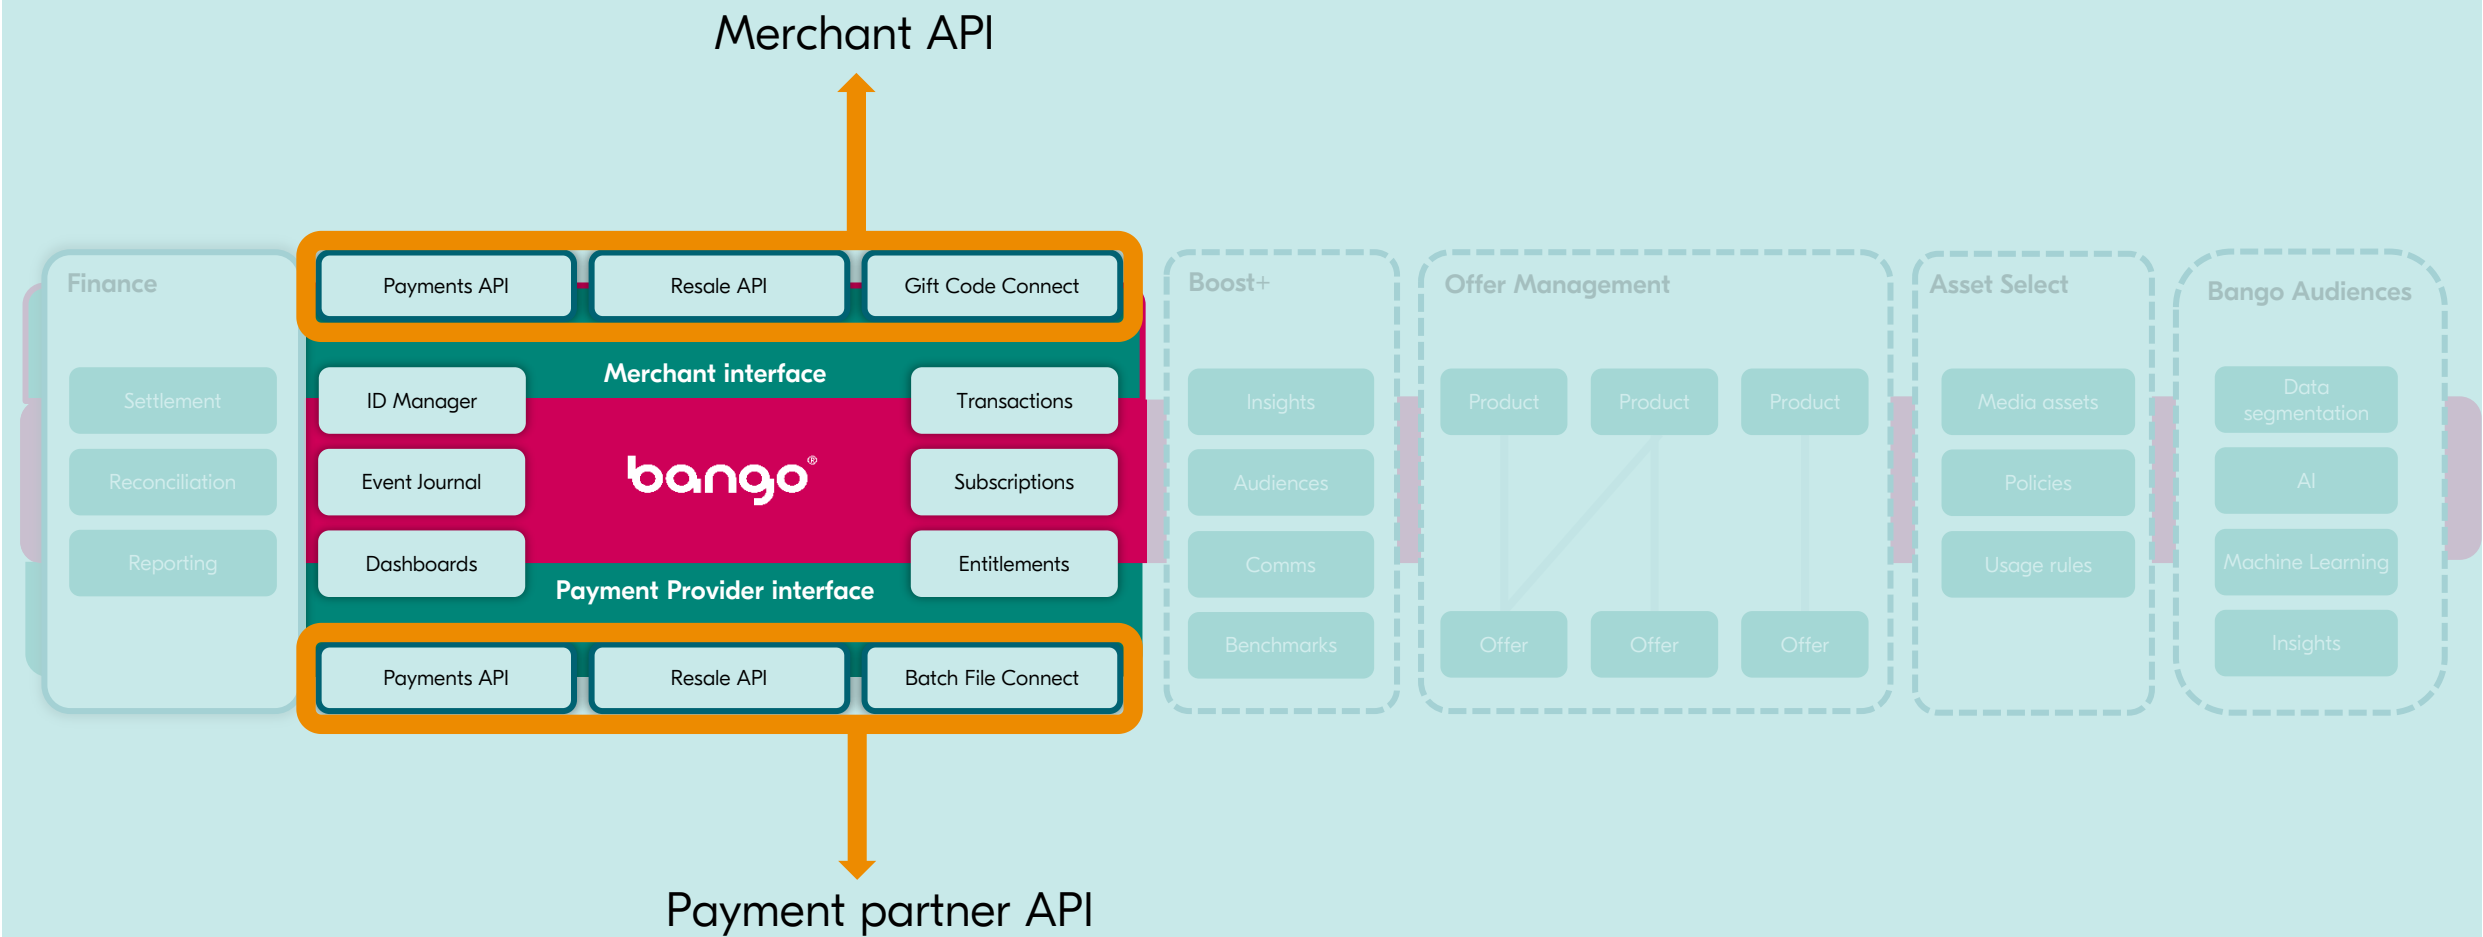 Merchant API
Finance
Settlement
Reconciliation
Reporting
Payments API
Resale API
Gift Code Connect
Merchant interface
ID Manager
Event Journal
Dashboards
bango®
Transactions
Subscriptions
Entitlements
Payment Provider interface
Payments API
Resale API
Batch File Connect
Payment partner API
Boost+
Insights
Audiences
Comms
Benchmarks
Offer Management
Product
Product
Product
Offer
Offer
Offer
Asset Select
Media assets
Policies
Usage rules
Bango Audiences
Data
segmentation
AI
Machine Learning
Insights